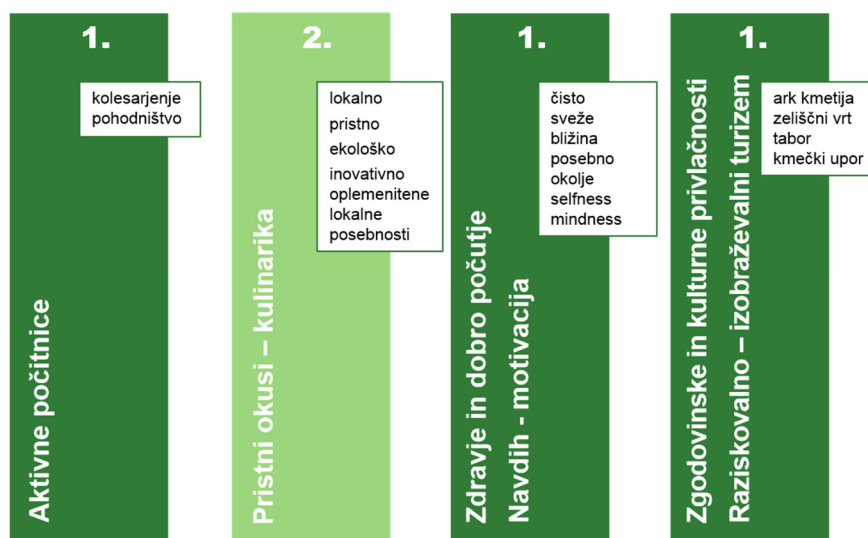 1.
kolesarjenje
pohodništvo
Aktivne počitnice
2.
lokalno
pristno
ekološko
inovativno
oplemenitene
lokalne
posebnosti
Pristni okusi – kulinarika
1.
čisto
sveže
bližina
posebno
okolje
selfness
mindness
Zdravje in dobro počutje
Navdih - motivacija
1.
ark kmetija
zeliščni vrt
tabor
kmečki upor
Zgodovinske in kulturne privlačnosti
Raziskovalno – izobraževalni turizem